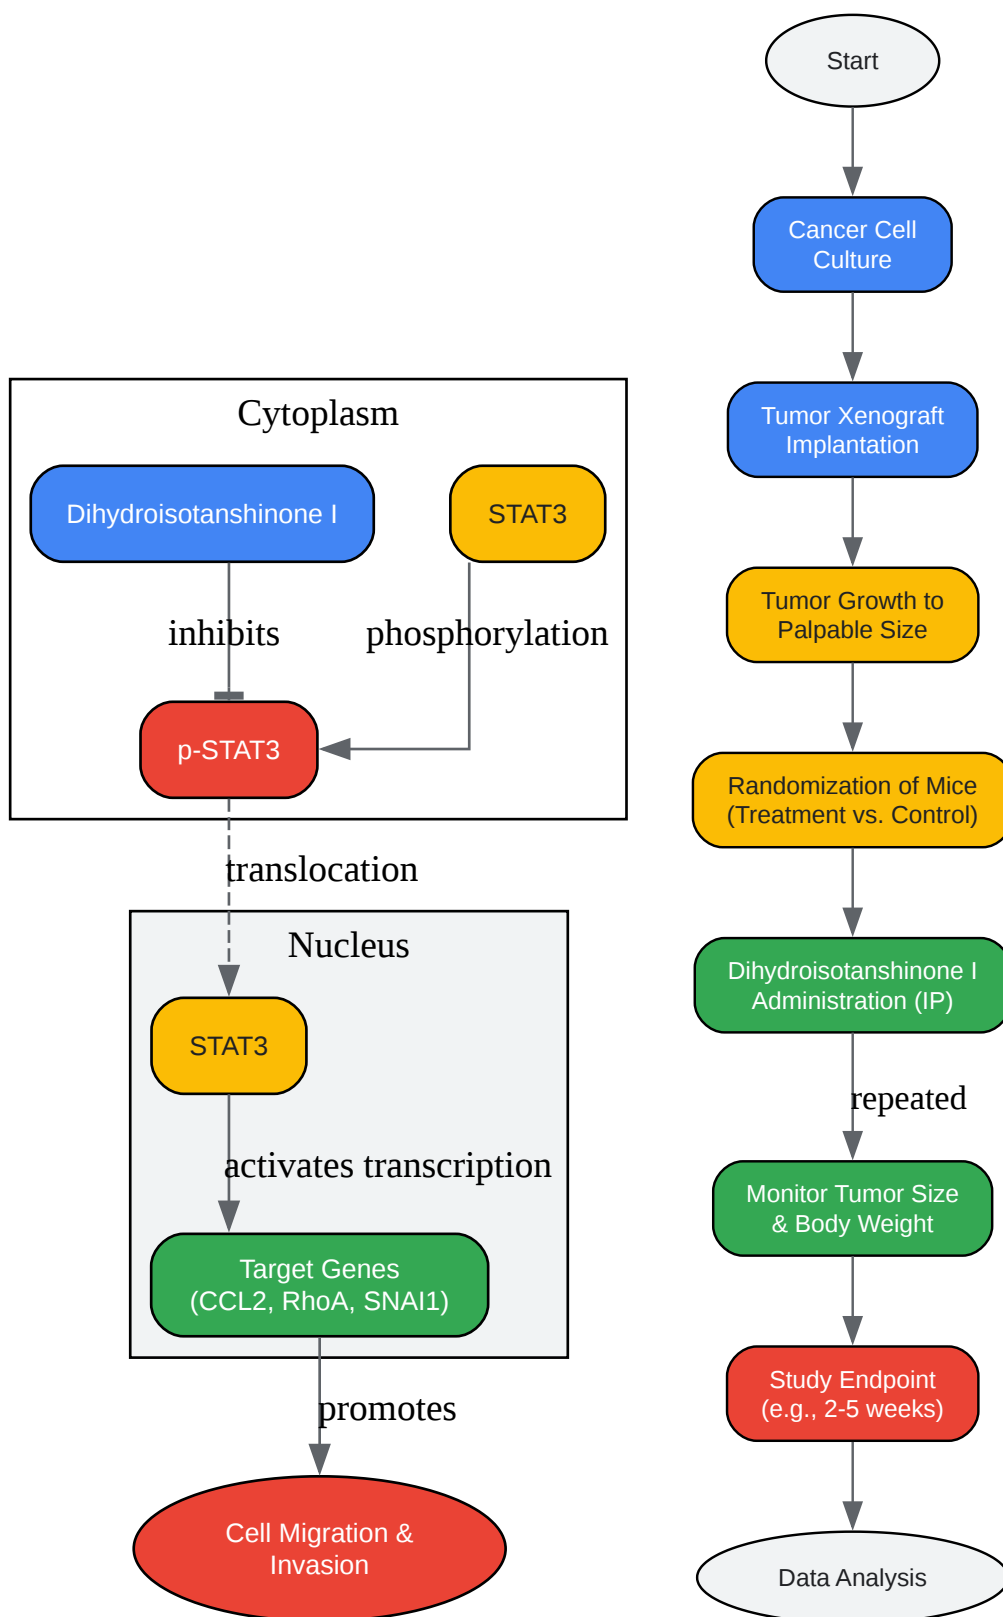 Cytoplasm
Dihydroisotanshinone I
STAT3
inhibits
phosphorylation
p-STAT3
translocation
Nucleus
STAT3
activates transcription
Target Genes
(CCL2, RhoA, SNAI1)
promotes
Cell Migration &
Invasion
Start
Cancer Cell
Culture
Tumor Xenograft
Implantation
Tumor Growth to
Palpable Size
Randomization of Mice
(Treatment vs. Control)
Dihydroisotanshinone I
Administration (IP)
repeated
Monitor Tumor Size
& Body Weight
Study Endpoint
(e.g., 2-5 weeks)
Data Analysis